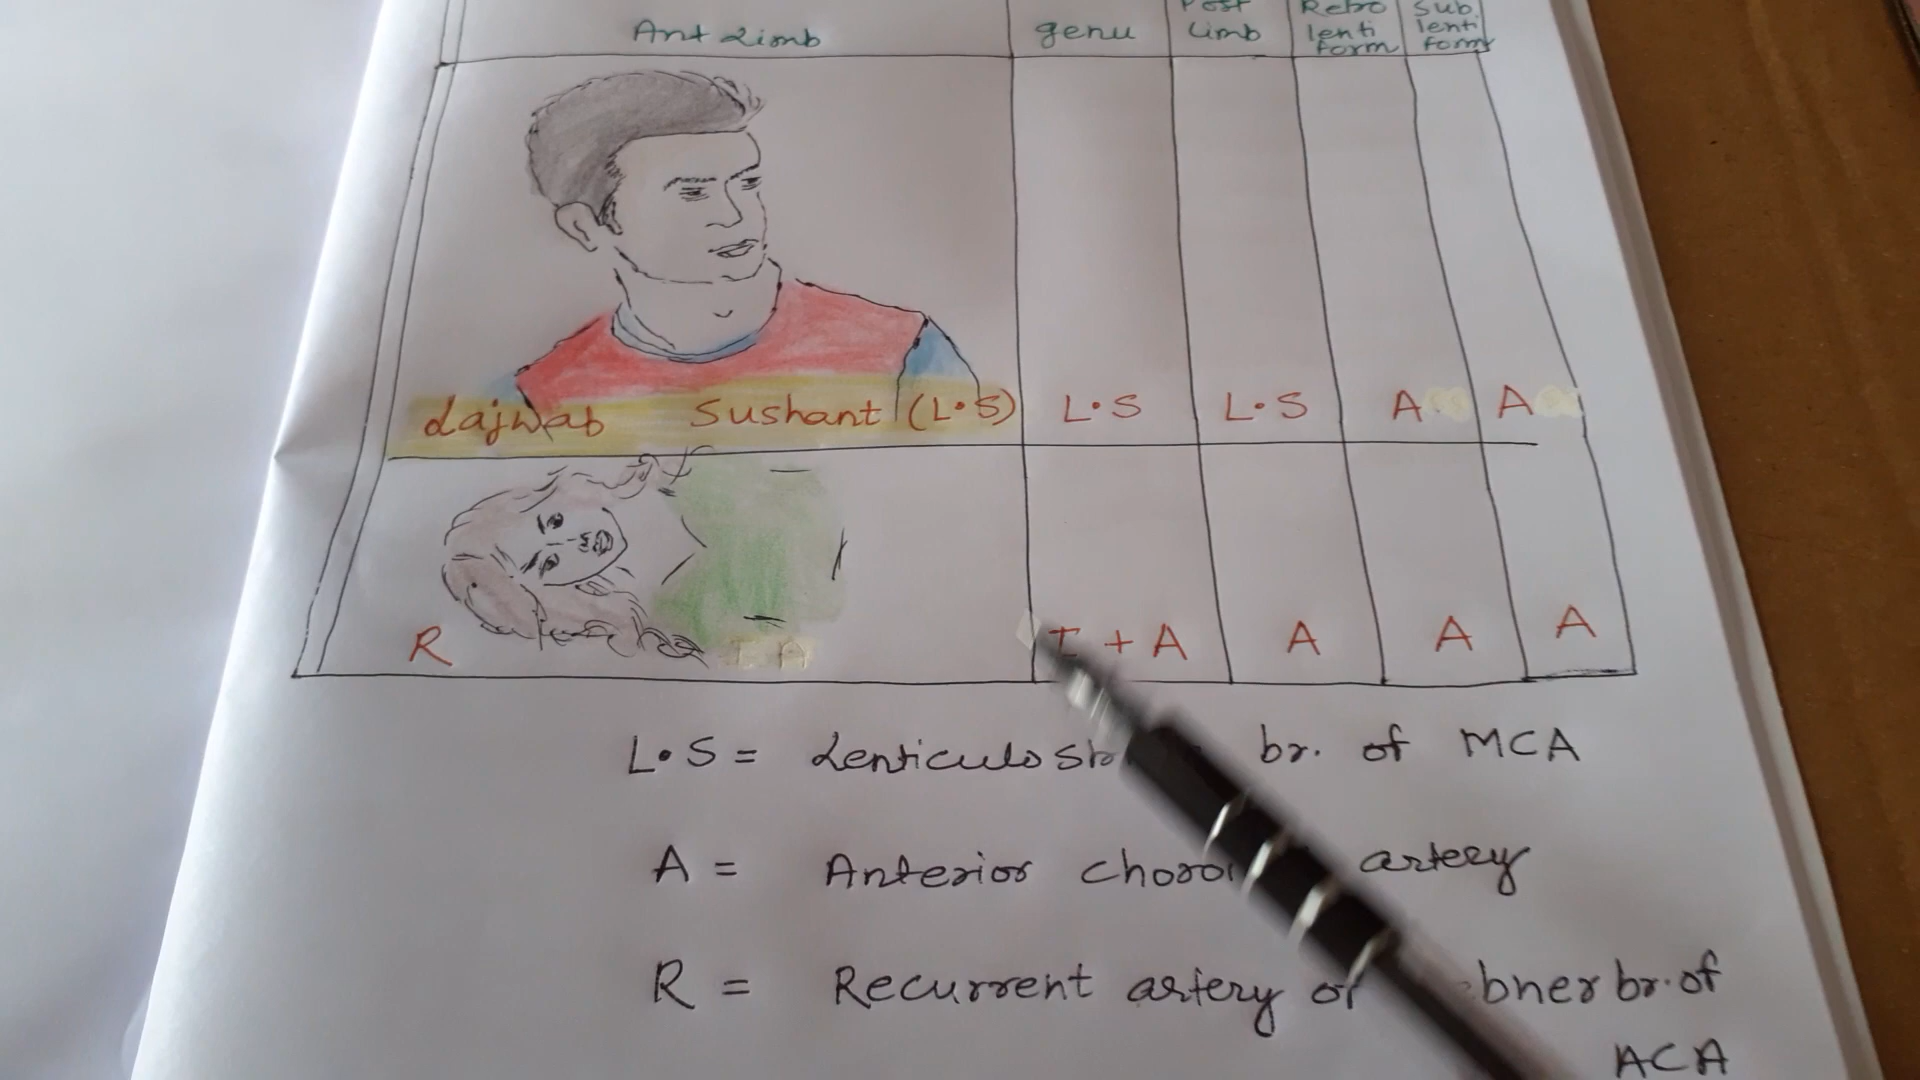 Ant Limb genu Post Limb Retro lenti form Sub lenti form
Lajwab Sushant (L.S) L.S L.S A A
R I A I + A A A A
L.S = br. of MCA
A = Anterior artery
R = Recurrent artery of br. of
ACA